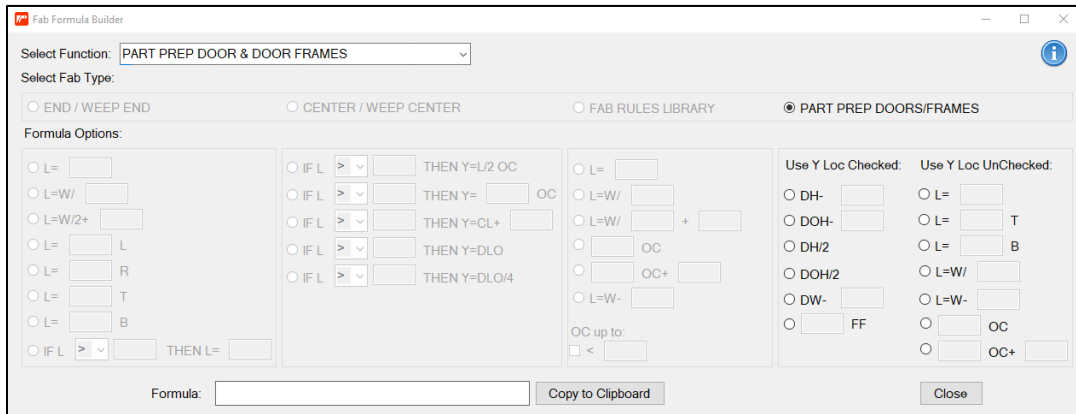 Fab Formula Builder
Select Function: PART PREP DOOR & DOOR FRAMES
Select Fab Type:
END / WEEP END CENTER / WEEP CENTER FAB RULES LIBRARY PART PREP DOORS/FRAMES
Formula Options:
L=
L=W/
L=W/2+
L= L
L= R
L= T
L= B
IF L > THEN L=
IF L > THEN Y=L/2 OC
IF L > THEN Y= OC
IF L > THEN Y=CL+
IF L > THEN Y=DLO
IF L > THEN Y=DLO/4
L=
L=W/
L=W/ +
OC
OC+
L=W-
OC up to:
<
Use Y Loc Checked:
DH-
DOH-
DH/2
DOH/2
DW-
FF
Use Y Loc UnChecked:
L=
L= T
L= B
L=W/
L=W-
OC
OC+
Formula: Copy to Clipboard Close